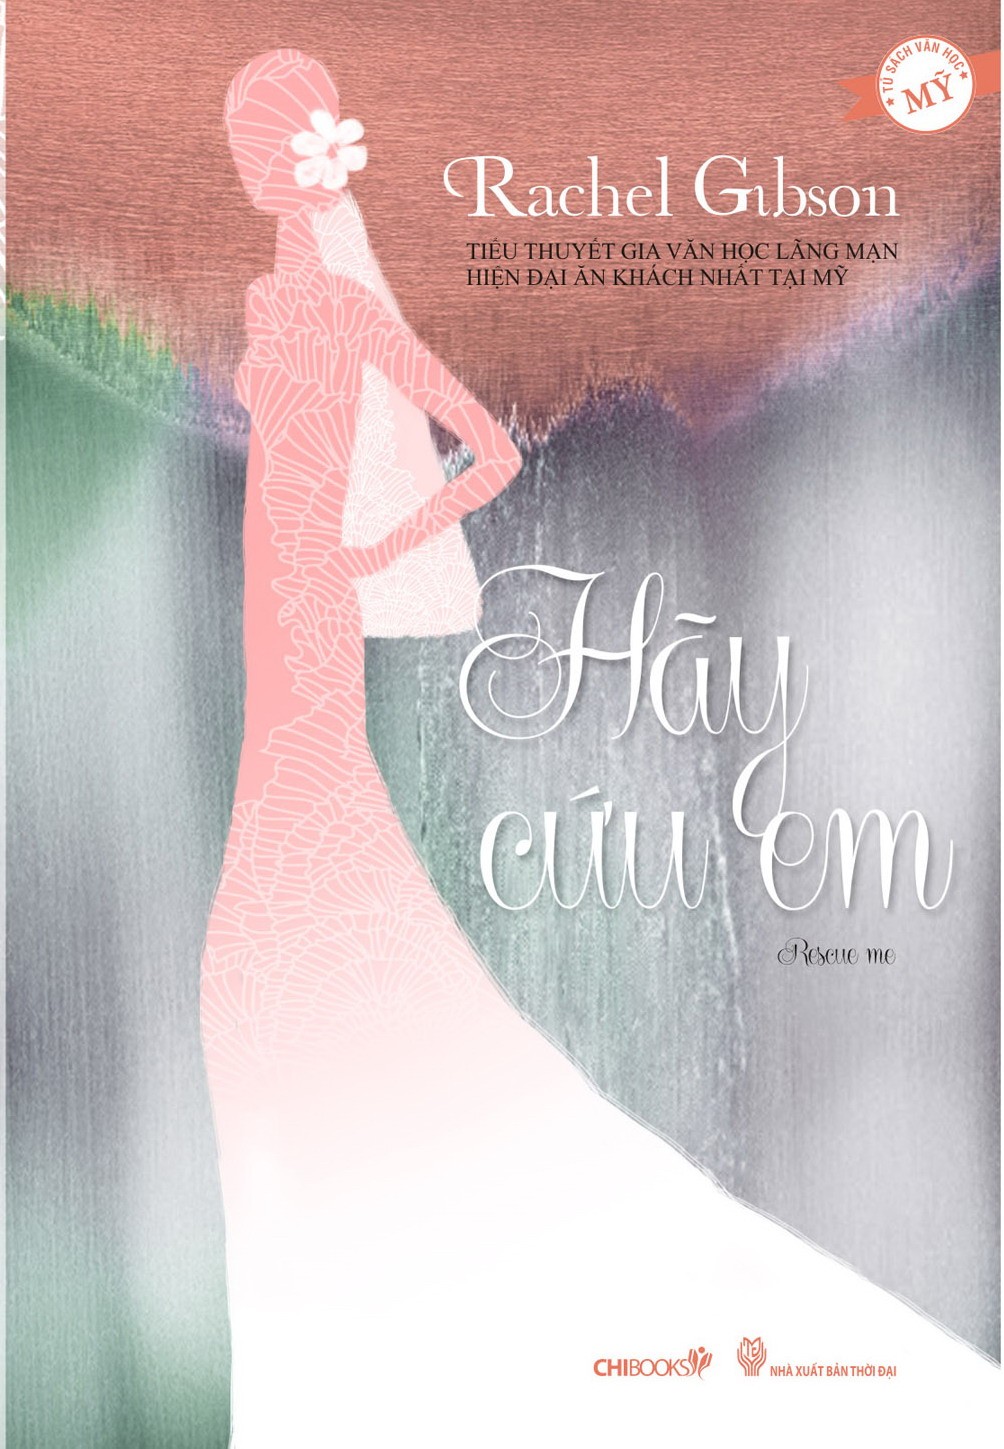 TỦ SÁCH VĂN HỌC
MỸ
Rachel Gibson
TIỂU THUYẾT GIA VĂN HỌC LÃNG MẠN
HIỆN ĐẠI ĂN KHÁCH NHẤT TẠI MỸ
Hãy
cứu em
Rescue me
CHIBOOKS
NHÀ XUẤT BẢN THỜI ĐẠI